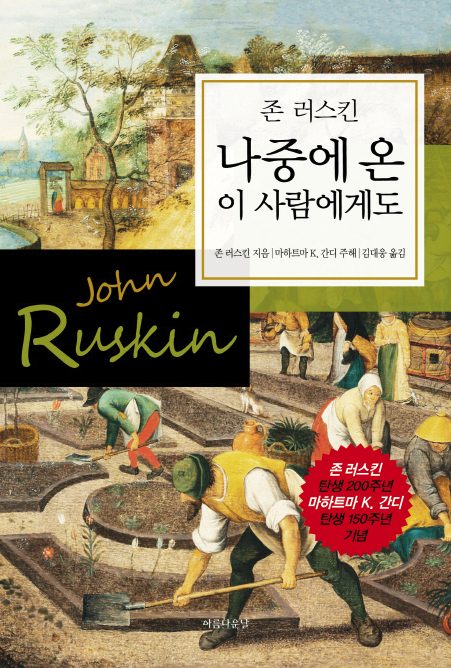 존 러스킨
나중에 온
이 사람에게도
존 러스킨 지음|마하트마 K. 간디 주해|김대웅 옮김
John
Ruskin
존 러스킨
탄생 200주년
마하트마 K. 간디
탄생 150주년
기념
아름다운날